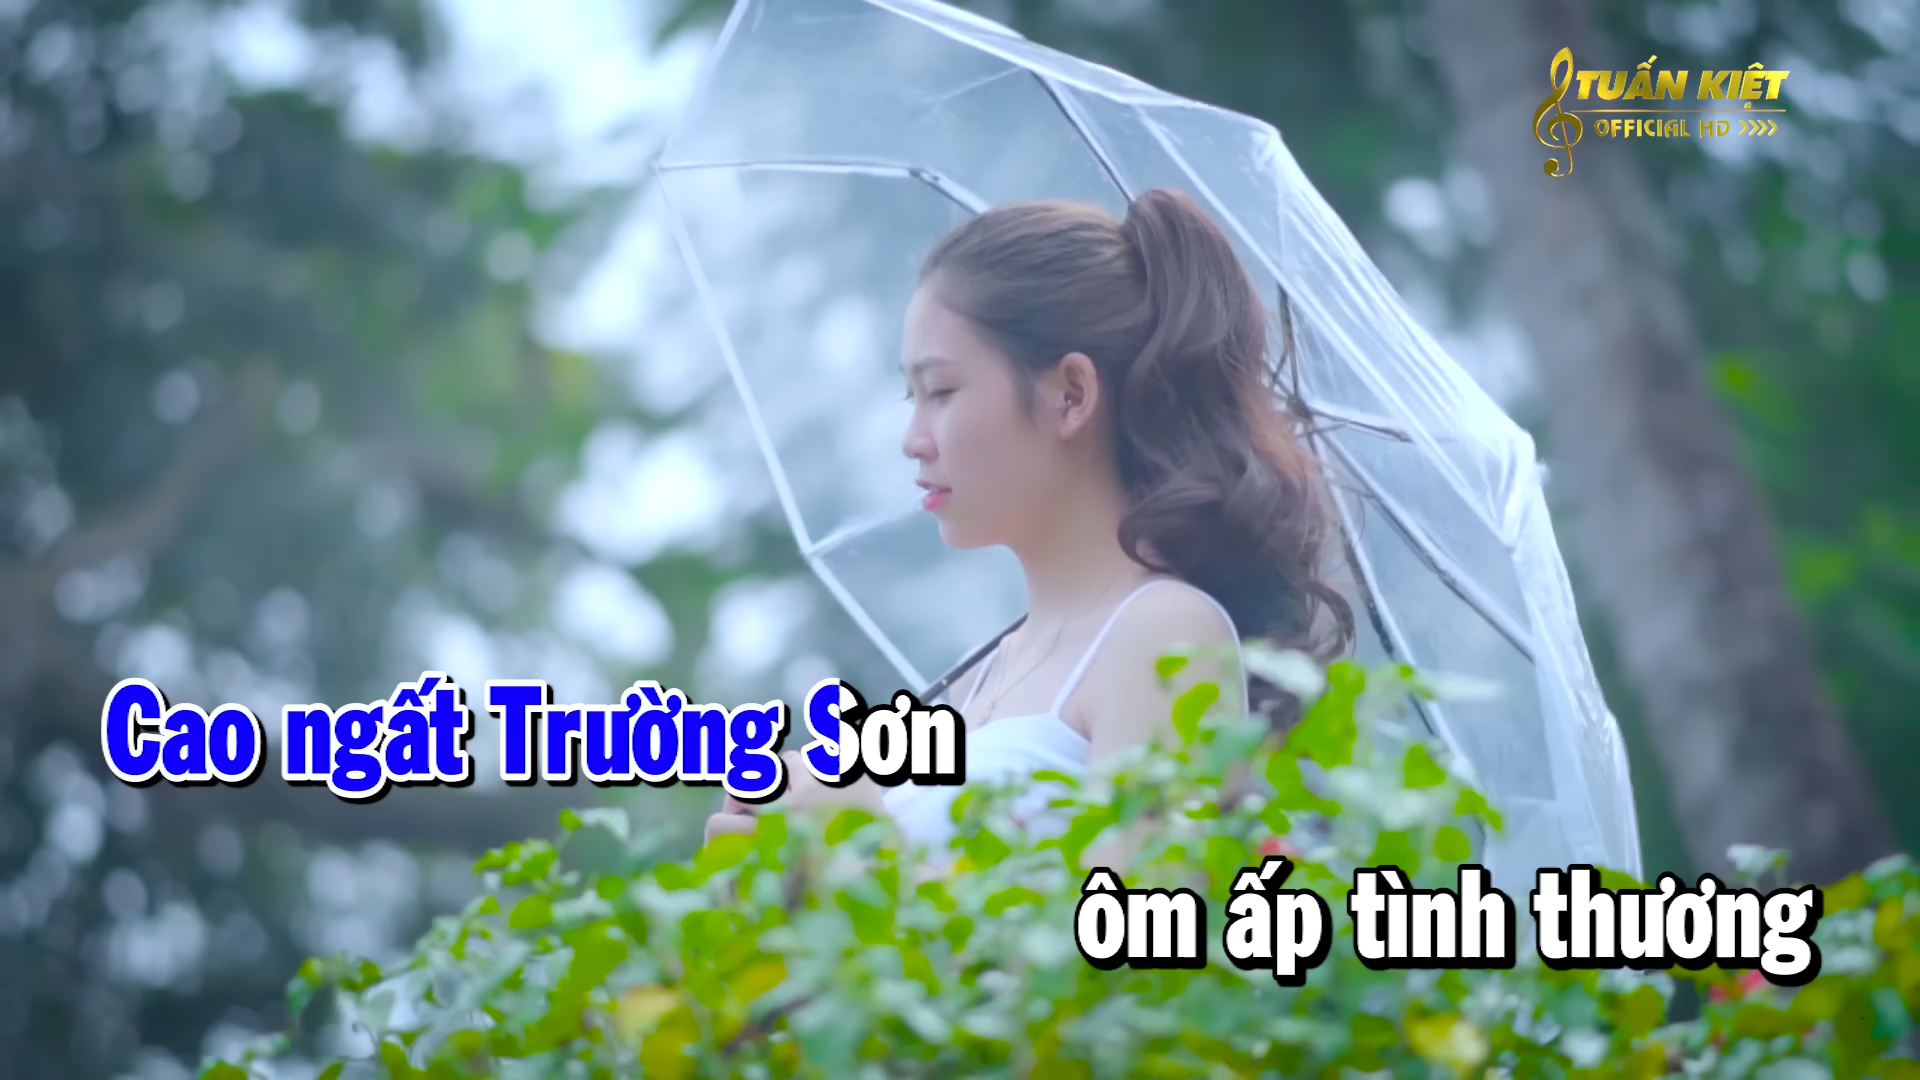 TUẤN KIỆT
OFFICIAL HD
Cao ngất Trường Sơn
ôm ấp tình thương